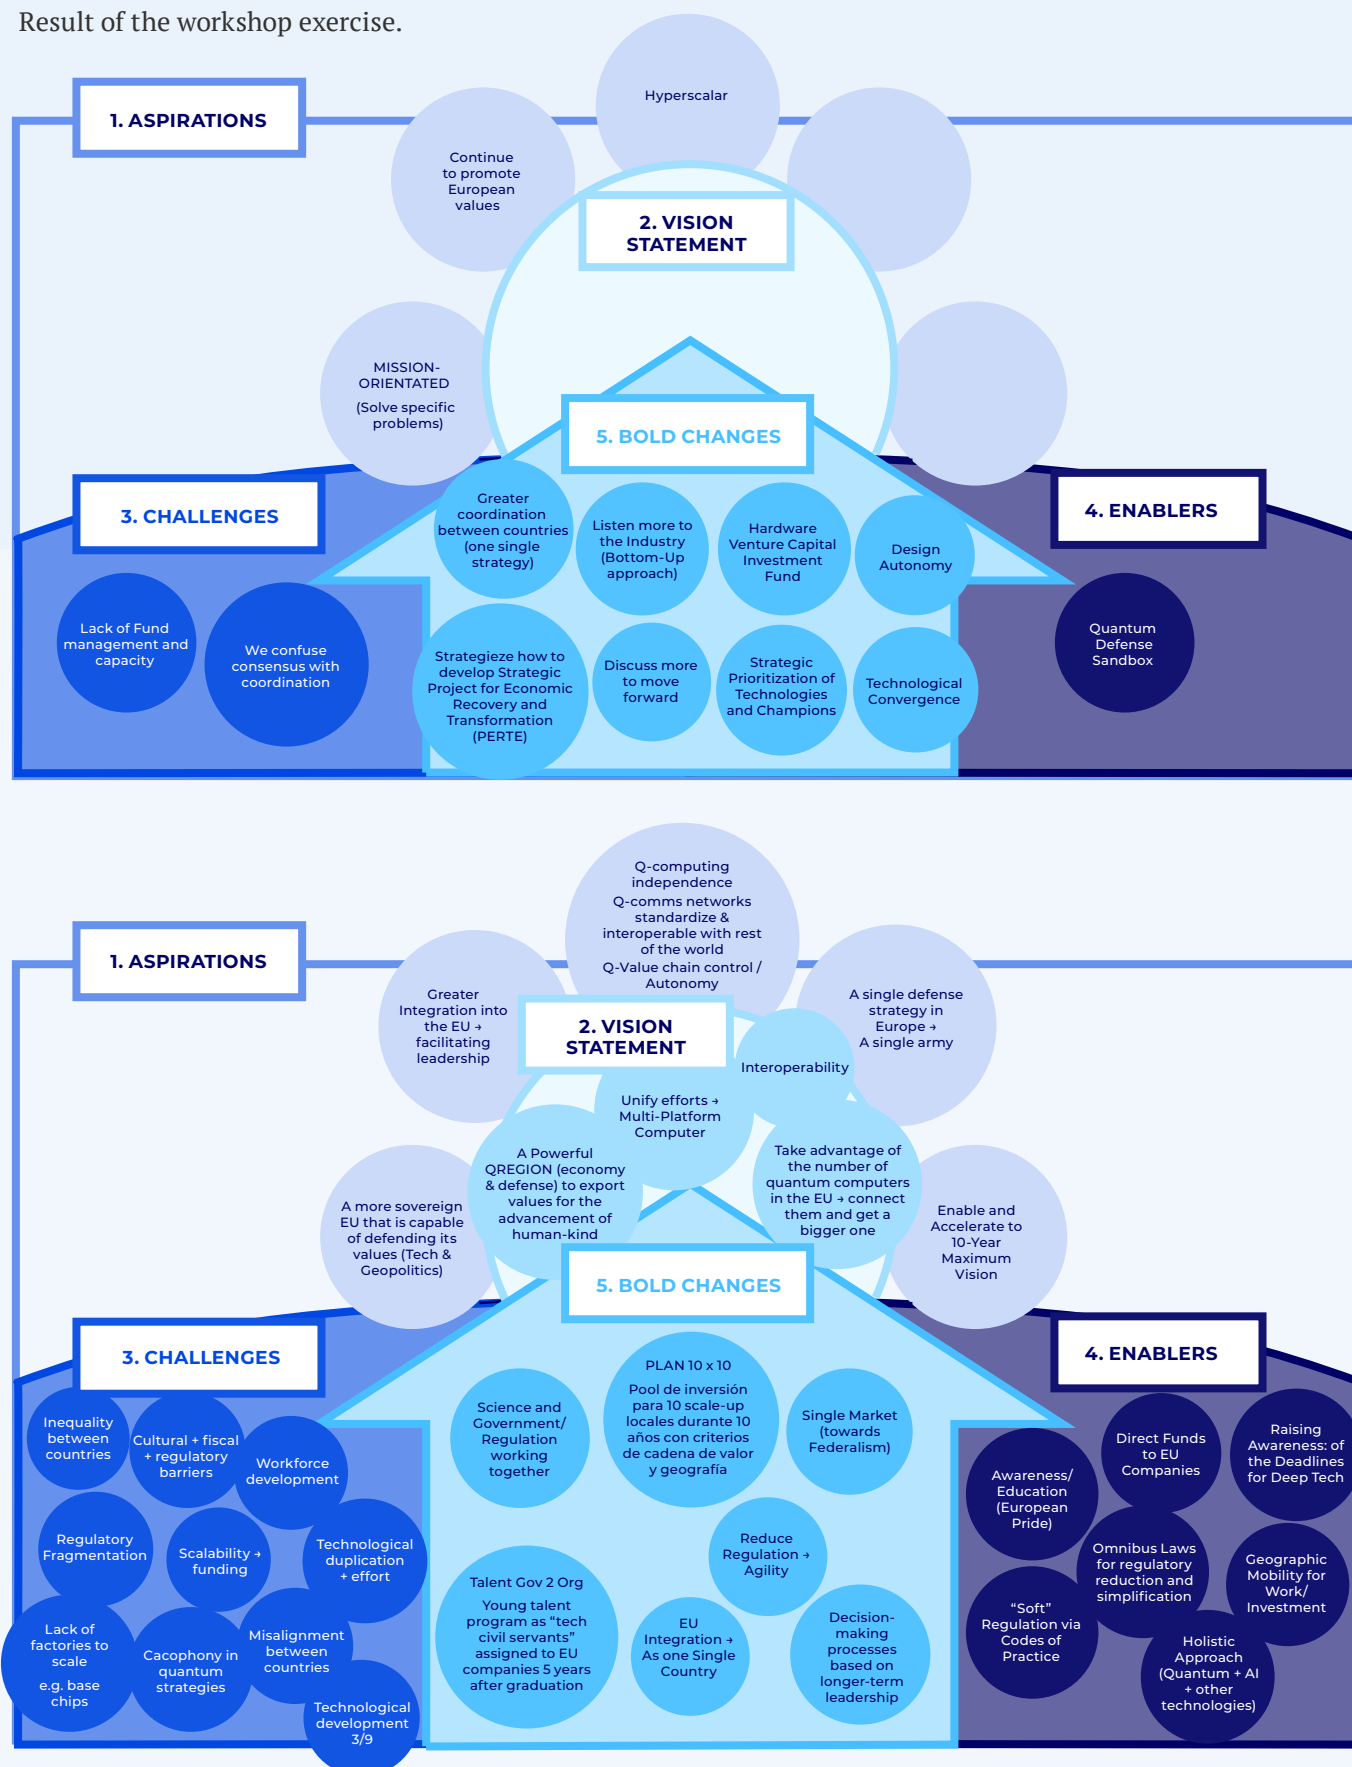 Result of the workshop exercise.
1. ASPIRATIONS
Hyperscalar
Continue
to promote
European
values
2. VISION
STATEMENT
MISSION-
ORIENTATED
(Solve specific
problems)
5. BOLD CHANGES
3. CHALLENGES
4. ENABLERS
Greater
coordination
between countries
(one single
strategy)
Listen more to
the Industry
(Bottom-Up
approach)
Hardware
Venture Capital
Investment
Fund
Design
Autonomy
Lack of Fund
management and
capacity
We confuse
consensus with
coordination
Strategieze how to
develop Strategic
Project for Economic
Recovery and
Transformation
(PERTE)
Discuss more
to move
forward
Strategic
Prioritization of
Technologies
and Champions
Technological
Convergence
Quantum
Defense
Sandbox
1. ASPIRATIONS
Q-computing
independence
Q-comms networks
standardize &
interoperable with rest
of the world
Q-Value chain control /
Autonomy
Greater
Integration into
the EU →
facilitating
leadership
A single defense
strategy in
Europe →
A single army
2. VISION
STATEMENT
Interoperability
Unify efforts →
Multi-Platform
Computer
A Powerful
QREGION (economy
& defense) to export
values for the
advancement of
human-kind
Take advantage of
the number of
quantum computers
in the EU → connect
them and get a
bigger one
A more sovereign
EU that is capable
of defending its
values (Tech &
Geopolitics)
Enable and
Accelerate to
10-Year
Maximum
Vision
5. BOLD CHANGES
3. CHALLENGES
4. ENABLERS
Inequality
between
countries
Cultural + fiscal
+ regulatory
barriers
Workforce
development
Regulatory
Fragmentation
Scalability →
funding
Technological
duplication
+ effort
Lack of
factories to
scale
e.g. base
chips
Cacophony in
quantum
strategies
Misalignment
between
countries
Technological
development
3/9
Science and
Government/
Regulation
working
together
PLAN 10 x 10
Pool de inversión
para 10 scale-up
locales durante 10
años con criterios
de cadena de valor
y geografía
Single Market
(towards
Federalism)
Reduce
Regulation →
Agility
Talent Gov 2 Org
Young talent
program as “tech
civil servants”
assigned to EU
companies 5 years
after graduation
EU
Integration →
As one Single
Country
Decision-
making
processes
based on
longer-term
leadership
Awareness/
Education
(European
Pride)
Direct Funds
to EU
Companies
Raising
Awareness: of
the Deadlines
for Deep Tech
Omnibus Laws
for regulatory
reduction and
simplification
Geographic
Mobility for
Work/
Investment
“Soft”
Regulation via
Codes of
Practice
Holistic
Approach
(Quantum + AI
+ other
technologies)